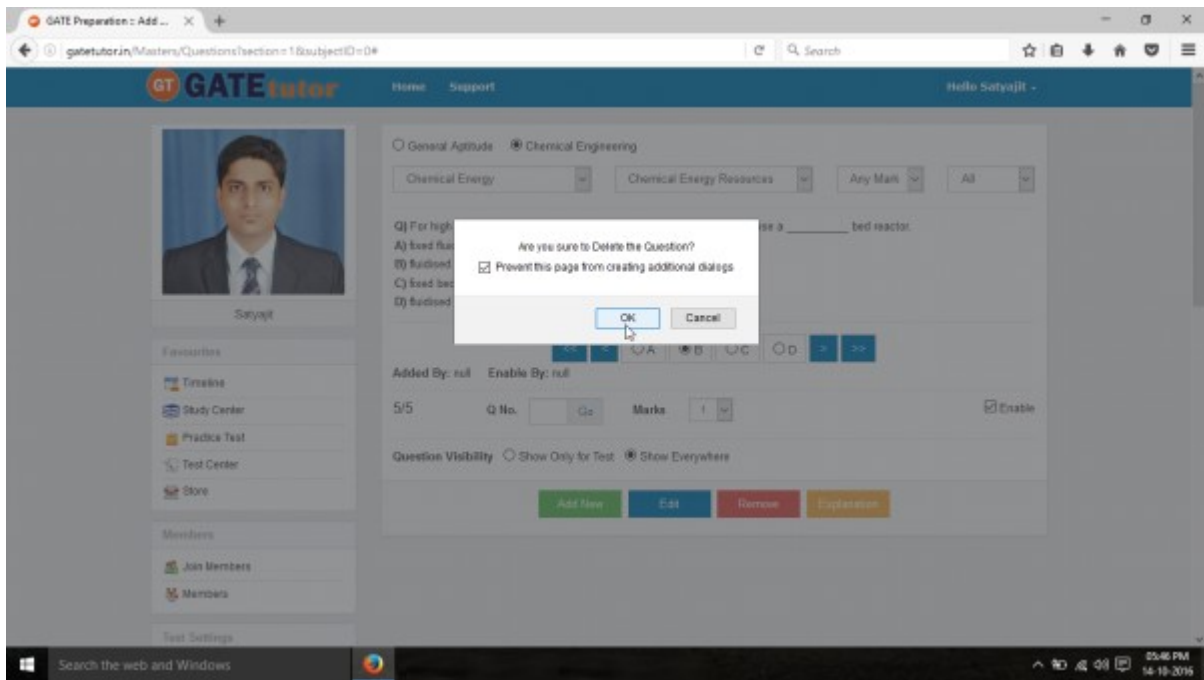 GATE Preparation :: Add ...
gatetutor.in/Masters/Questions?section=1&subjectID=0#
Search
GT GATEtutor
Home Support
Hello Satyajit
General Aptitude Chemical Engineering
Chemical Energy Chemical Energy Resources Any Mark All
Q) For high use a ________ bed reactor.
A) fixed
B) fluidised
C) fixed
D) fluidised
Are you sure to Delete the Question?
Prevent this page from creating additional dialogs
OK Cancel
<< < A B C D > >>
Added By: null Enable By: null
5/5 Q No. Go Marks 1 Enable
Question Visibility Show Only for Test Show Everywhere
Add New Edit Remove Explanation
Satyajit
Favourites
Timeline
Study Center
Practice Test
Test Center
Store
Members
Join Members
Members
Test Settings
Search the web and Windows
05:46 PM
14-10-2016